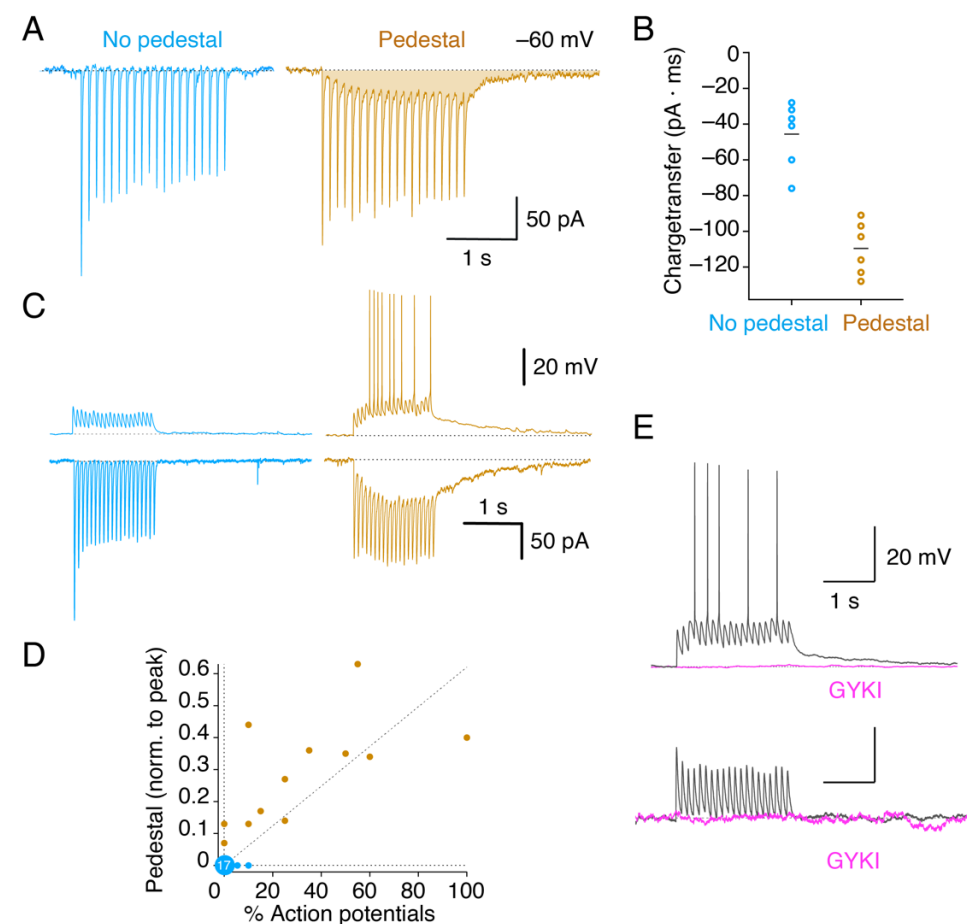 A
No pedestal
Pedestal
–60 mV
50 pA
1 s
B
Chargetransfer (pA · ms)
0
–20
–40
–60
–80
–100
–120
No pedestal
Pedestal
C
20 mV
1 s
50 pA
D
Pedestal (norm. to peak)
0.6
0.5
0.4
0.3
0.2
0.1
0
17
0
20
40
60
80
100
% Action potentials
E
20 mV
1 s
GYKI
GYKI